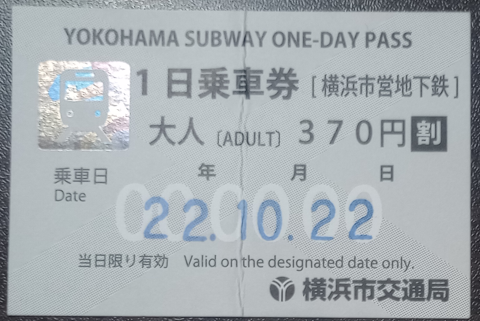 YOKOHAMA SUBWAY ONE-DAY PASS
1日乗車券 [横浜市営地下鉄]
大人 〔ADULT〕 370円 割
乗車日 年 月 日
Date
22.10.22
当日限り有効 Valid on the designated date only.
横浜市交通局